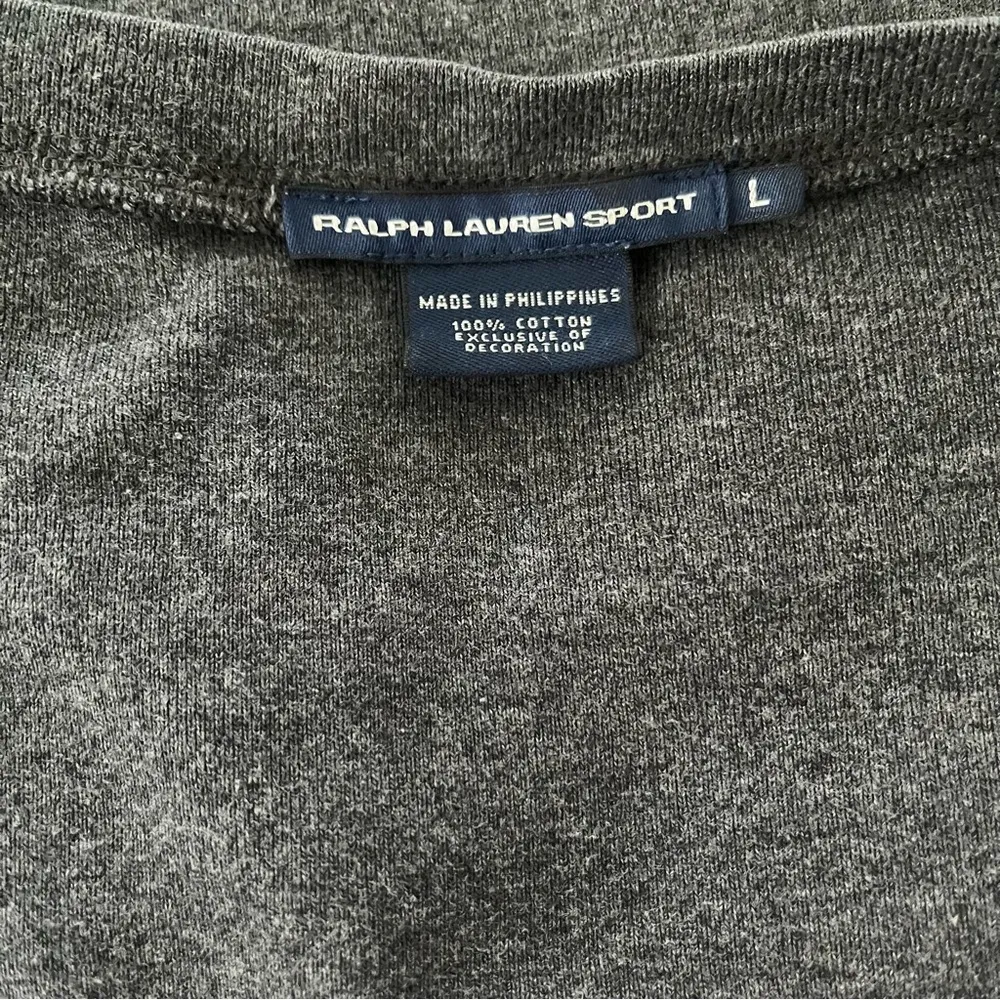 RALPH LAUREN SPORT L
MADE IN PHILIPPINES
100% COTTON
EXCLUSIVE OF
DECORATION